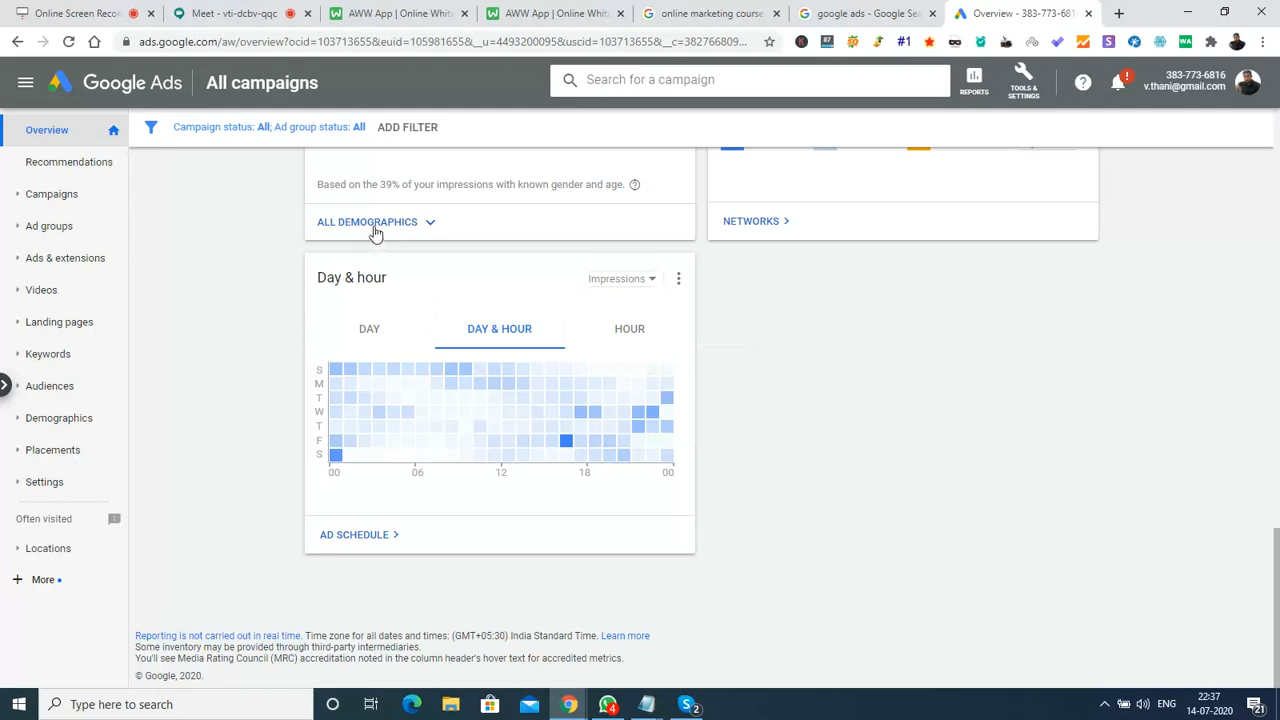 Online Screen Reco
Meet - vti-dcbv-qqc
AWW App | Online White
AWW App | Online White
online marketing course
google ads - Google Sea
Overview - 383-773-681
ads.google.com/aw/overview?ocid=103713655&euid=105981655&__u=4493200095&uscid=103713655&__c=382766809...
Google Ads
All campaigns
Search for a campaign
REPORTS
TOOLS & SETTINGS
383-773-6816
v.thani@gmail.com
Overview
Campaign status: All; Ad group status: All
ADD FILTER
Recommendations
Campaigns
Ad groups
Ads & extensions
Videos
Landing pages
Keywords
Audiences
Demographics
Placements
Settings
Often visited
Locations
More
Based on the 39% of your impressions with known gender and age.
ALL DEMOGRAPHICS
NETWORKS
Day & hour
Impressions
DAY
DAY & HOUR
HOUR
S
M
T
W
T
F
S
00 06 12 18 00
AD SCHEDULE
Reporting is not carried out in real time. Time zone for all dates and times: (GMT+05:30) India Standard Time. Learn more
Some inventory may be provided through third-party intermediaries.
You'll see Media Rating Council (MRC) accreditation noted in the column header's hover text for accredited metrics.
© Google, 2020.
Type here to search
4
2
ENG
22:37
14-07-2020
21